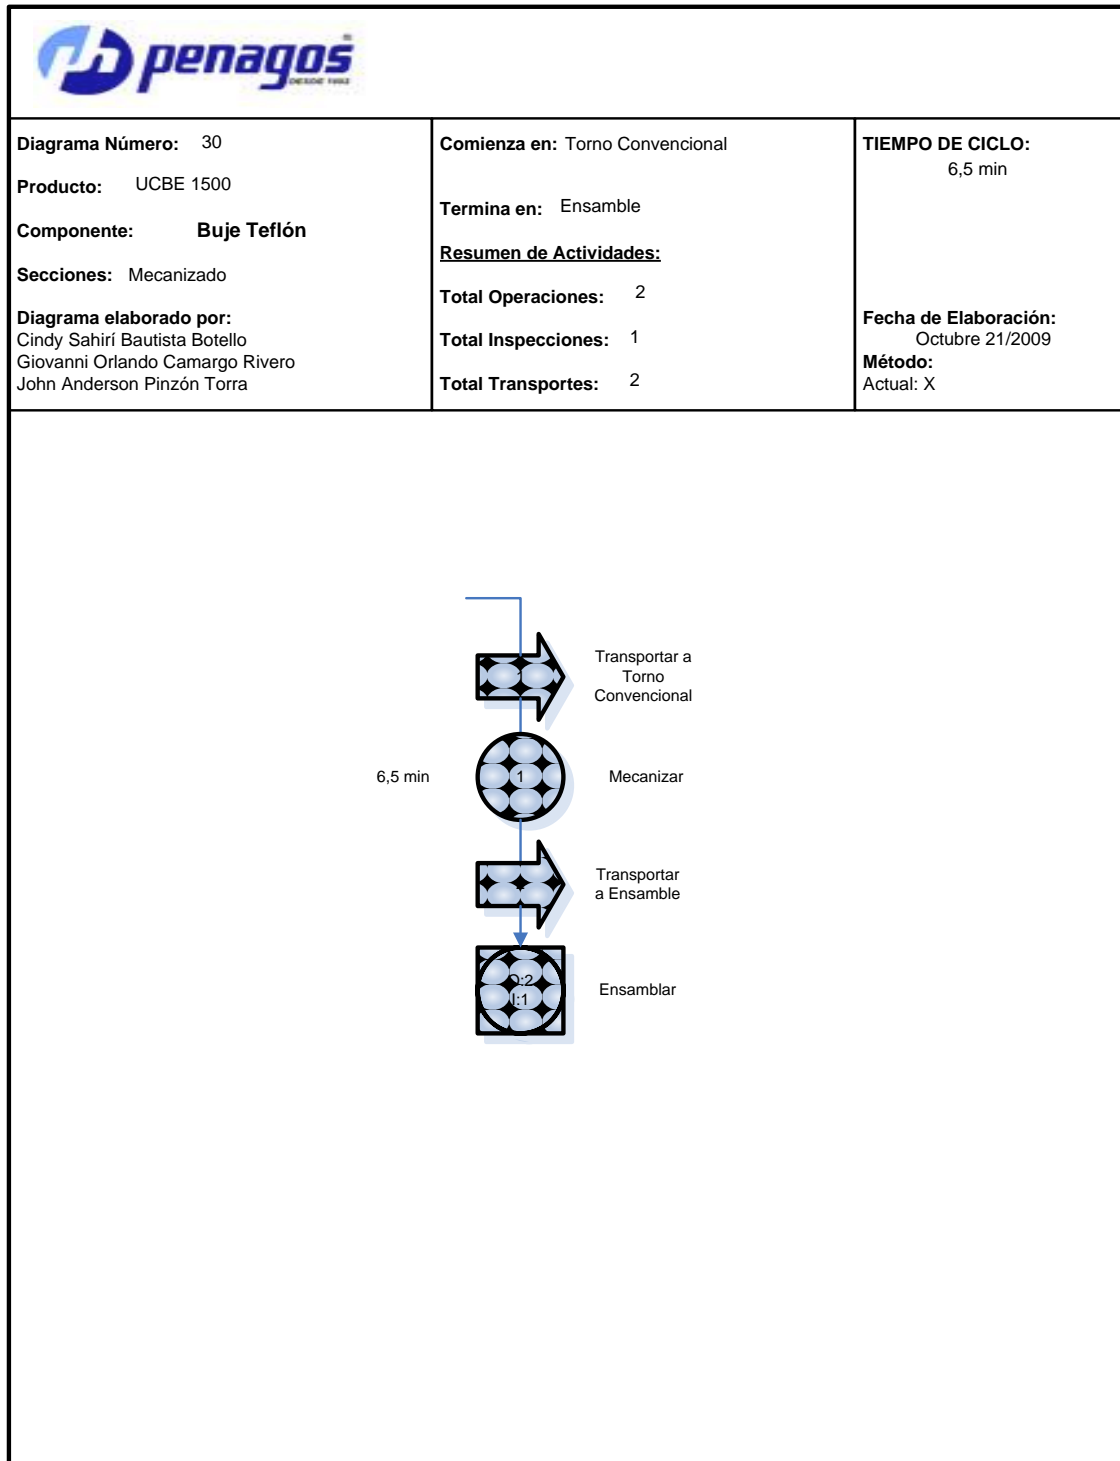 penagos
DESDE 1892
Diagrama Número: 30
Producto: UCBE 1500
Componente: Buje Teflón
Secciones: Mecanizado
Diagrama elaborado por:
Cindy Sahirí Bautista Botello
Giovanni Orlando Camargo Rivero
John Anderson Pinzón Torra
Comienza en: Torno Convencional
Termina en: Ensamble
Resumen de Actividades:
Total Operaciones: 2
Total Inspecciones: 1
Total Transportes: 2
TIEMPO DE CICLO:
6,5 min
Fecha de Elaboración:
Octubre 21/2009
Método:
Actual: X
Transportar a
Torno
Convencional
6,5 min
1
Mecanizar
Transportar
a Ensamble
O:2
I:1
Ensamblar